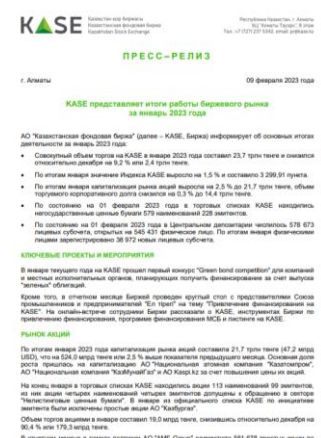 KASE
Қазақстан қор биржасы
Казахстанская фондовая биржа
Kazakhstan Stock Exchange
Республика Казахстан, г. Алматы
ПРЕСС–РЕЛИЗ
г. Алматы 09 февраля 2023 года
KASE представляет итоги работы биржевого рынка
за январь 2023 года
АО "Казахстанская фондовая биржа (далее – KASE, Биржа) информирует об основных итогах
деятельности за январь 2023 года:
Совокупный объем торгов на KASE в январе 2023 года составил 23,7 трлн тенге и снизился
относительно декабря на 9,2 % или 2,4 трлн тенге.
По итогам января значение Индекса KASE выросло на 1,5 % и составило 3 299,91 пункта.
По итогам января капитализация рынка акций выросла на 2,5 % до 21,7 трлн тенге, объем
торгуемого корпоративного долга снизился на 0,3 % до 14,4 трлн тенге.
По состоянию на 01 февраля 2023 года в торговых списках KASE находились
негосударственные ценные бумаги 579 наименований 228 эмитентов.
По состоянию на 01 февраля 2023 года в Центральном депозитарии числилось 578 673
лицевых субсчета, открытых на 545 431 физическое лицо. По итогам января физическими
лицами зарегистрировано 38 972 новых лицевых субсчета.
КЛЮЧЕВЫЕ ПРОЕКТЫ И МЕРОПРИЯТИЯ
В январе текущего года на KASE прошел первый конкурс "Green bond competition" для компаний
и местных исполнительных органов, планирующих получить финансирование за счет выпуска
"зеленых" облигаций.
Кроме того, в отчетном месяце Биржей проведен круглый стол с представителями Союза
промышленников и предпринимателей "Ел тірегі" на тему "Привлечение финансирования на
KASE". На онлайн-встрече сотрудники Биржи рассказали о KASE, инструментах Биржи по
привлечению финансирования, программе финансирования МСБ и листинге на KASE.
РЫНОК АКЦИЙ
По итогам января 2023 года капитализация рынка акций составила 21,7 трлн тенге (47,2 млрд
USD), что на 524,0 млрд тенге или 2,5 % выше показателя предыдущего месяца. Основная доля
роста пришлась на капитализацию АО "Национальная атомная компания "Казатомпром",
АО "Национальная компания "КазМунайГаз" и АО Kaspi.kz за счет повышения цены их акций.
На конец января в торговых списках KASE находились акции 113 наименований 99 эмитентов,
из них акции четырех наименований четырех эмитентов допущены к обращению в секторе
"Нелистинговые ценные бумаги". В январе из официального списка KASE по инициативе
эмитента были исключены простые акции АО "Казбургаз".
Объем торгов акциями в январе составил 19,0 млрд тенге, снизившись относительно декабря на
90,4 % или 179,3 млрд тенге.